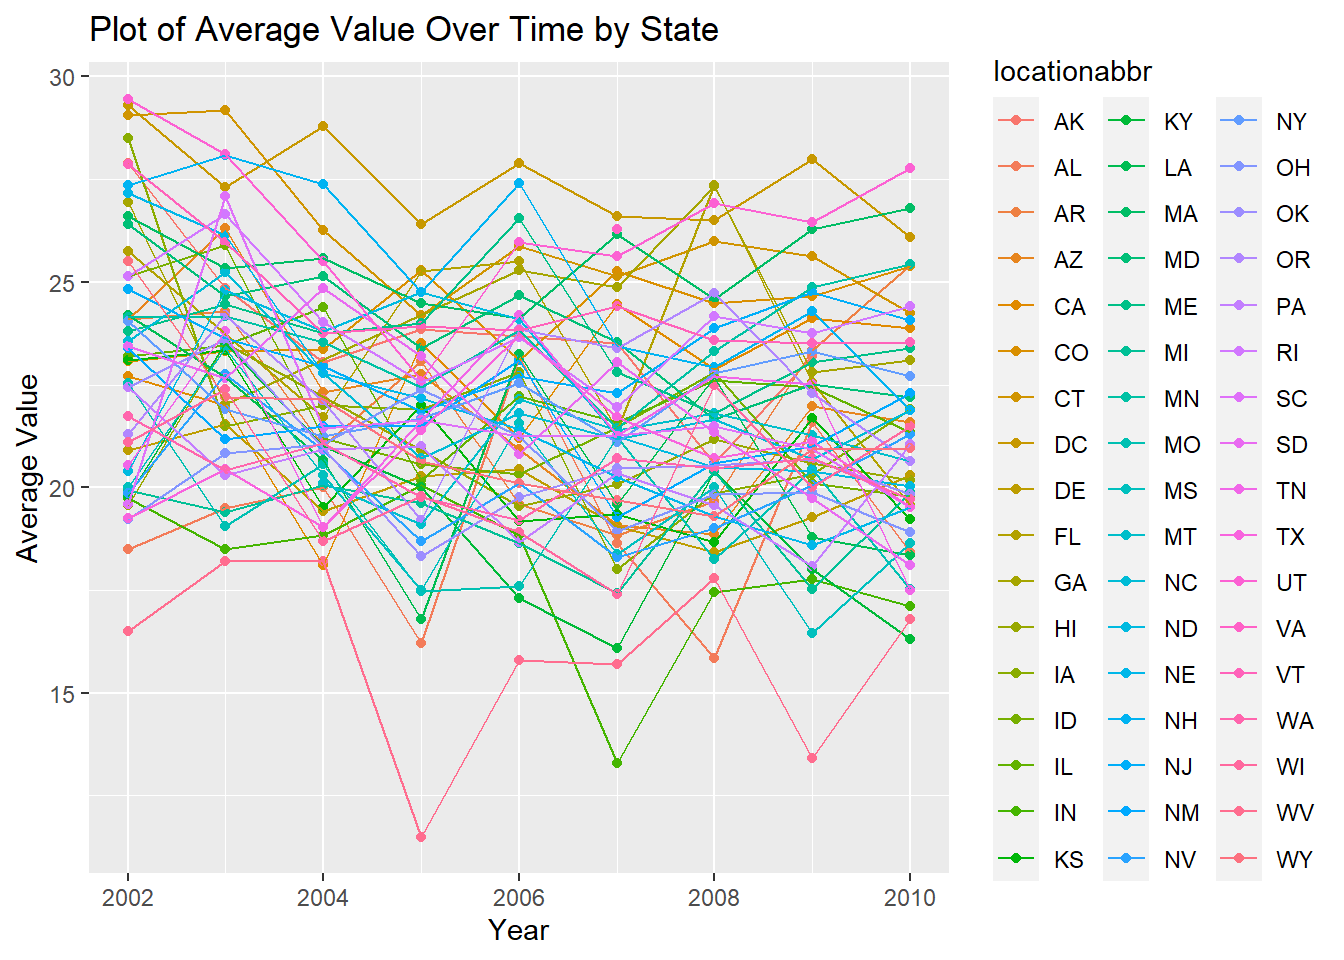 Plot of Average Value Over Time by State
30
25
20
15
Average Value
2002
2004
2006
2008
2010
Year
locationabbr
AK
AL
AR
AZ
CA
CO
CT
DC
DE
FL
GA
HI
IA
ID
IL
IN
KS
KY
LA
MA
MD
ME
MI
MN
MO
MS
MT
NC
ND
NE
NH
NJ
NM
NV
NY
OH
OK
OR
PA
RI
SC
SD
TN
TX
UT
VA
VT
WA
WI
WV
WY